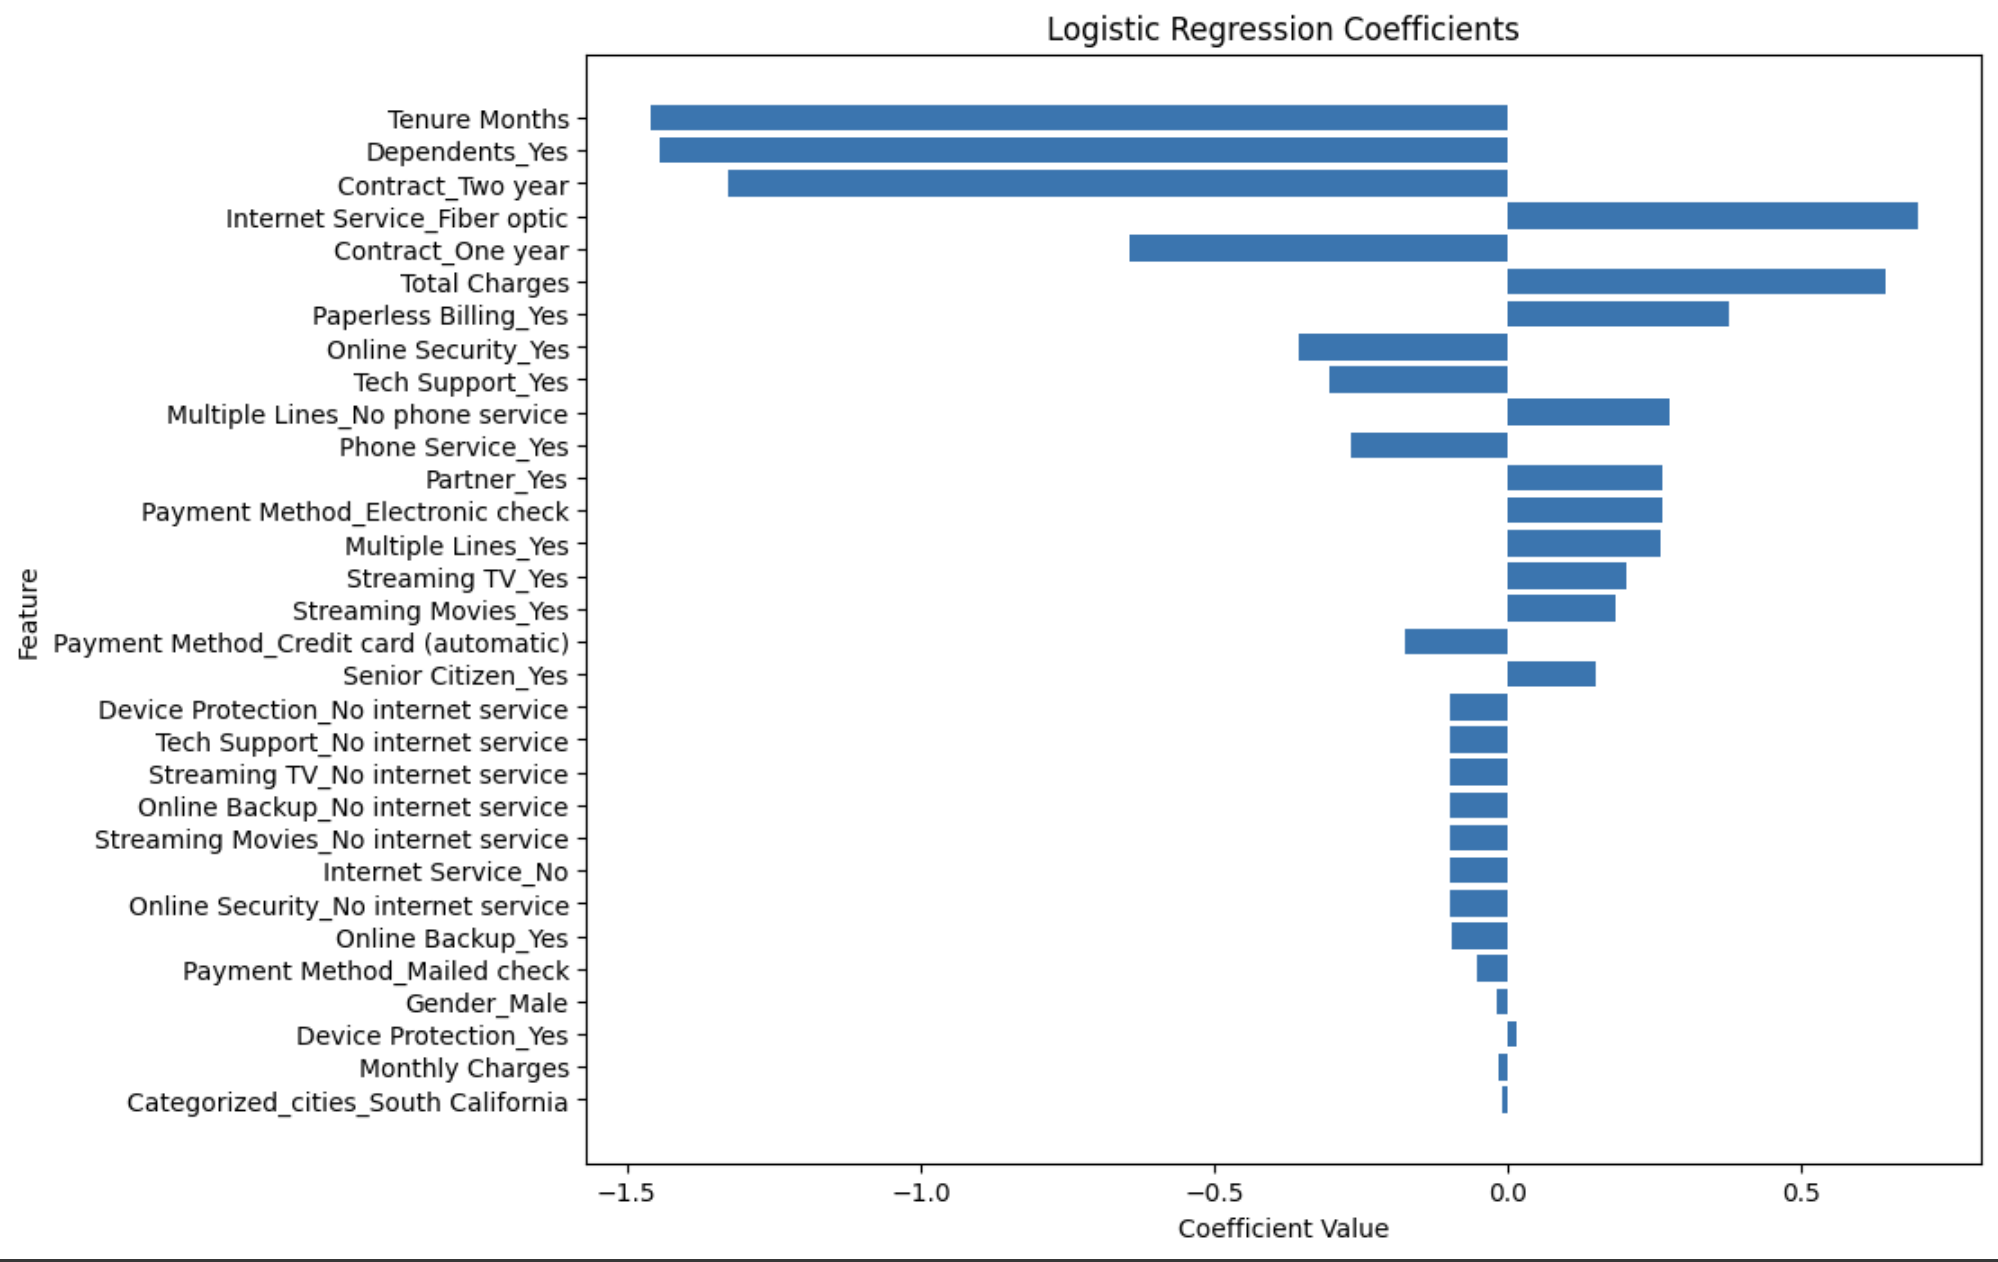 Logistic Regression Coefficients
Tenure Months
Dependents_Yes
Contract_Two year
Internet Service_Fiber optic
Contract_One year
Total Charges
Paperless Billing_Yes
Online Security_Yes
Tech Support_Yes
Multiple Lines_No phone service
Phone Service_Yes
Partner_Yes
Payment Method_Electronic check
Multiple Lines_Yes
Streaming TV_Yes
Streaming Movies_Yes
Payment Method_Credit card (automatic)
Senior Citizen_Yes
Device Protection_No internet service
Tech Support_No internet service
Streaming TV_No internet service
Online Backup_No internet service
Streaming Movies_No internet service
Internet Service_No
Online Security_No internet service
Online Backup_Yes
Payment Method_Mailed check
Gender_Male
Device Protection_Yes
Monthly Charges
Categorized_cities_South California
Feature
−1.5 −1.0 −0.5 0.0 0.5
Coefficient Value